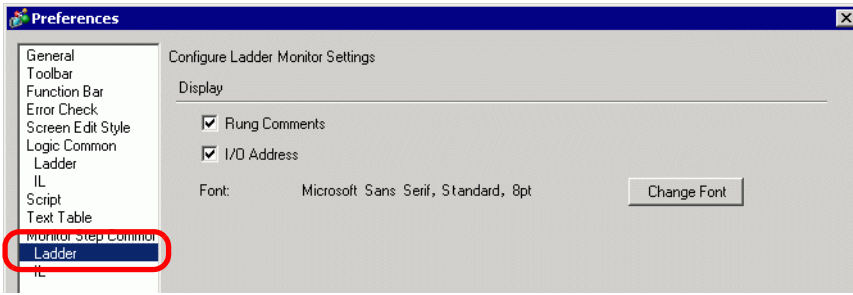 Preferences
General
Toolbar
Function Bar
Error Check
Screen Edit Style
Logic Common
Ladder
IL
Script
Text Table
Monitor Step Common
Ladder
IL
Configure Ladder Monitor Settings
Display
Rung Comments
I/O Address
Font: Microsoft Sans Serif, Standard, 8pt Change Font